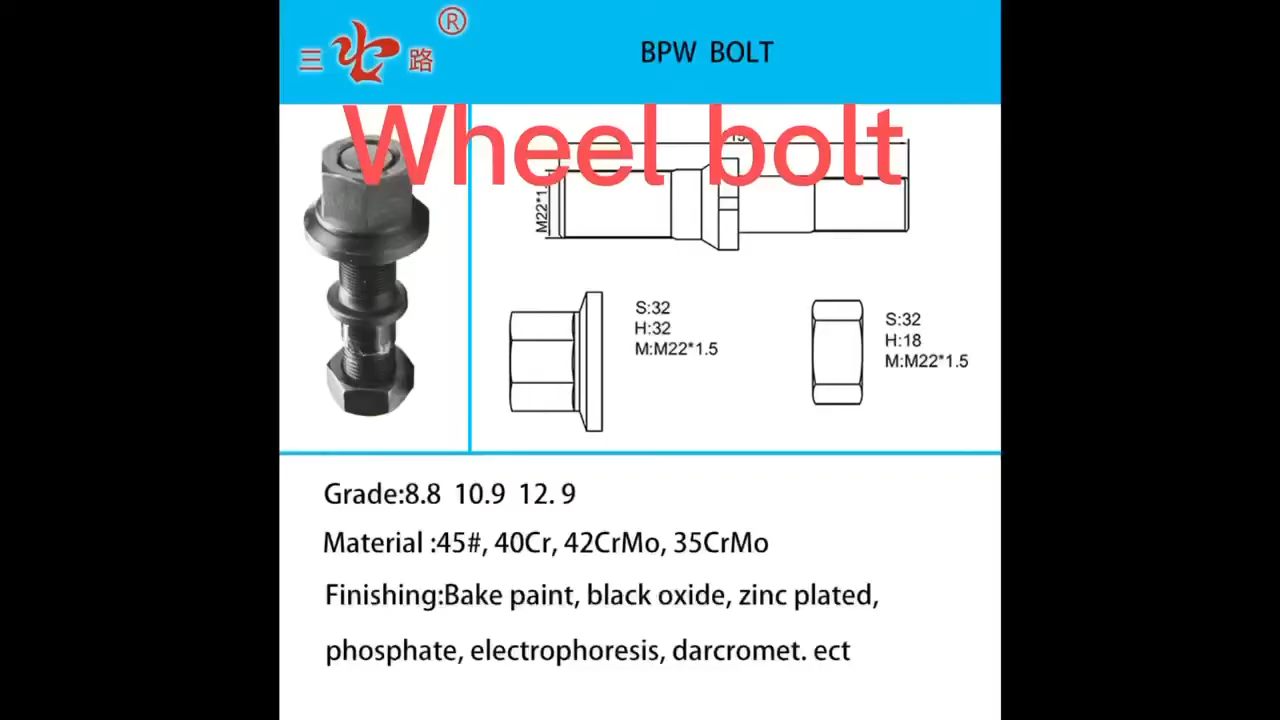 三 路 ®
BPW BOLT
Wheel bolt
M22*1
S:32
H:32
M:M22*1.5
S:32
H:18
M:M22*1.5
Grade:8.8 10.9 12. 9
Material :45#, 40Cr, 42CrMo, 35CrMo
Finishing:Bake paint, black oxide, zinc plated,
phosphate, electrophoresis, darcromet. ect